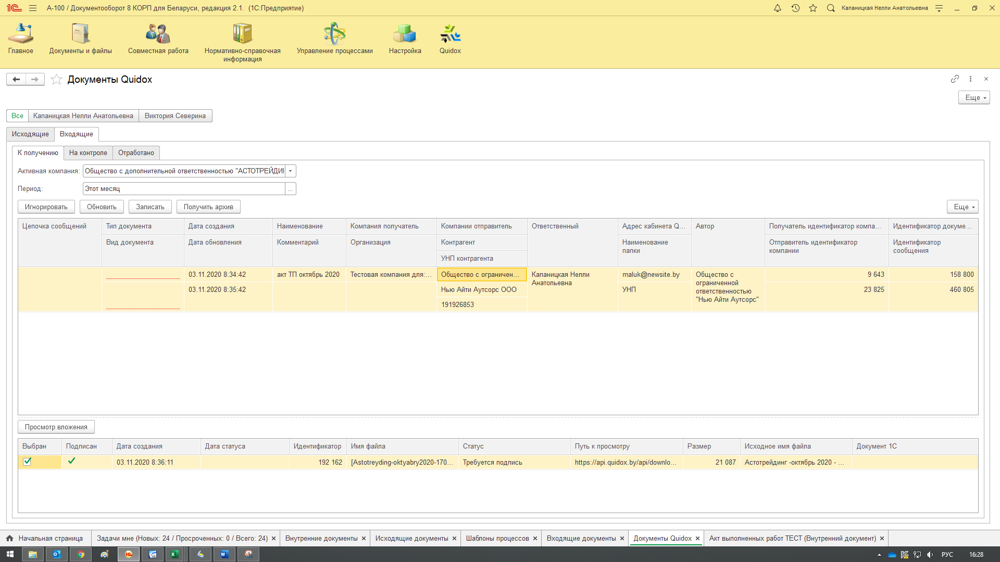 А-100 / Документооборот 8 КОРП для Беларуси, редакция 2.1. (1С:Предприятие)
Капаницкая Нелли Анатольевна
Главное
Документы и файлы
Совместная работа
Нормативно-справочная
информация
Управление процессами
Настройка
Quidox
Документы Quidox
Еще
Все
Капаницкая Нелли Анатольевна
Виктория Северина
Исходящие
Входящие
К получению
На контроле
Отработано
Активная компания:
Общество с дополнительной ответственностью "АСТОТРЕЙДИ
Период:
Этот месяц
...
Игнорировать
Обновить
Записать
Получить архив
Еще
Цепочка сообщений
Тип документа
Вид документа
Дата создания
Дата обновления
Наименование
Комментарий
Компания получатель
Организация
Компании отправитель
Контрагент
УНП контрагента
Ответственный
Адрес кабинета Q...
Наименование
папки
Автор
Получатель идентификатор компа...
Отправитель идентификатор
компании
Идентификатор докуме...
Идентификатор
сообщения
03.11.2020 8:34:42
03.11.2020 8:35:42
акт ТП октябрь 2020
Тестовая компания для:...
Общество с ограничен...
Нью Айти Аутсорс ООО
191926853
Капаницкая Нелли
Анатольевна
maluk@newsite.by
УНП
Общество с
ограниченной
ответственностью
"Нью Айти Аутсорс"
9 643
23 825
158 800
460 805
Просмотр вложения
Выбран
Подписан
Дата создания
Дата статуса
Идентификатор
Имя файла
Статус
Путь к просмотру
Размер
Исходное имя файла
Документ 1С
03.11.2020 8:36:11
192 162
[Astotreyding-oktyabry2020-170...
Требуется подпись
https://api.quidox.by/api/downlo...
21 087
Астотрейдинг -октябрь 2020 - ...
Начальная страница
Задачи мне (Новых: 24 / Просроченных: 0 / Всего: 24)
Внутренние документы
Исходящие документы
Шаблоны процессов
Входящие документы
Документы Quidox
Акт выполненных работ ТЕСТ (Внутренний документ)
РУС
16:28